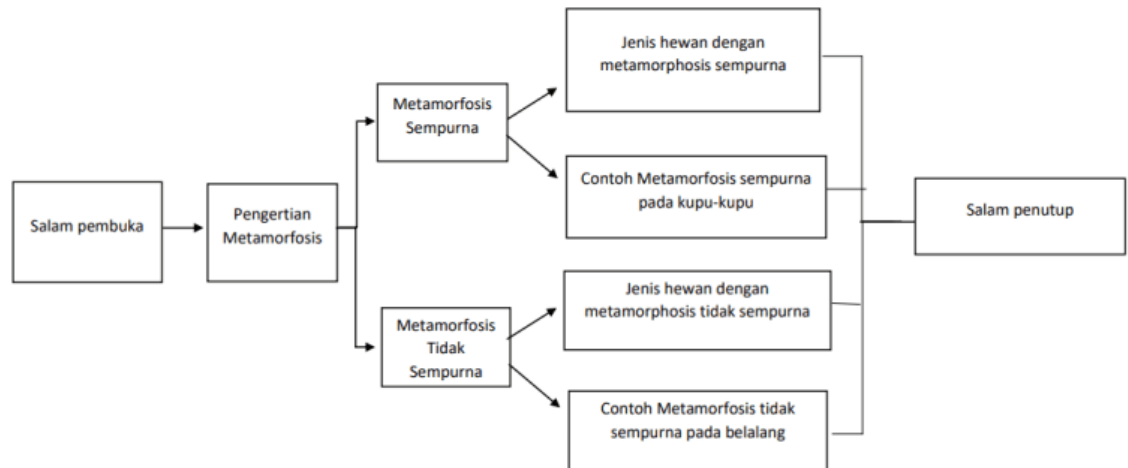 Salam pembuka
Pengertian
Metamorfosis
Metamorfosis
Sempurna
Jenis hewan dengan
metamorphosis sempurna
Contoh Metamorfosis sempurna
pada kupu-kupu
Metamorfosis
Tidak
Sempurna
Jenis hewan dengan
metamorphosis tidak sempurna
Contoh Metamorfosis tidak
sempurna pada belalang
Salam penutup